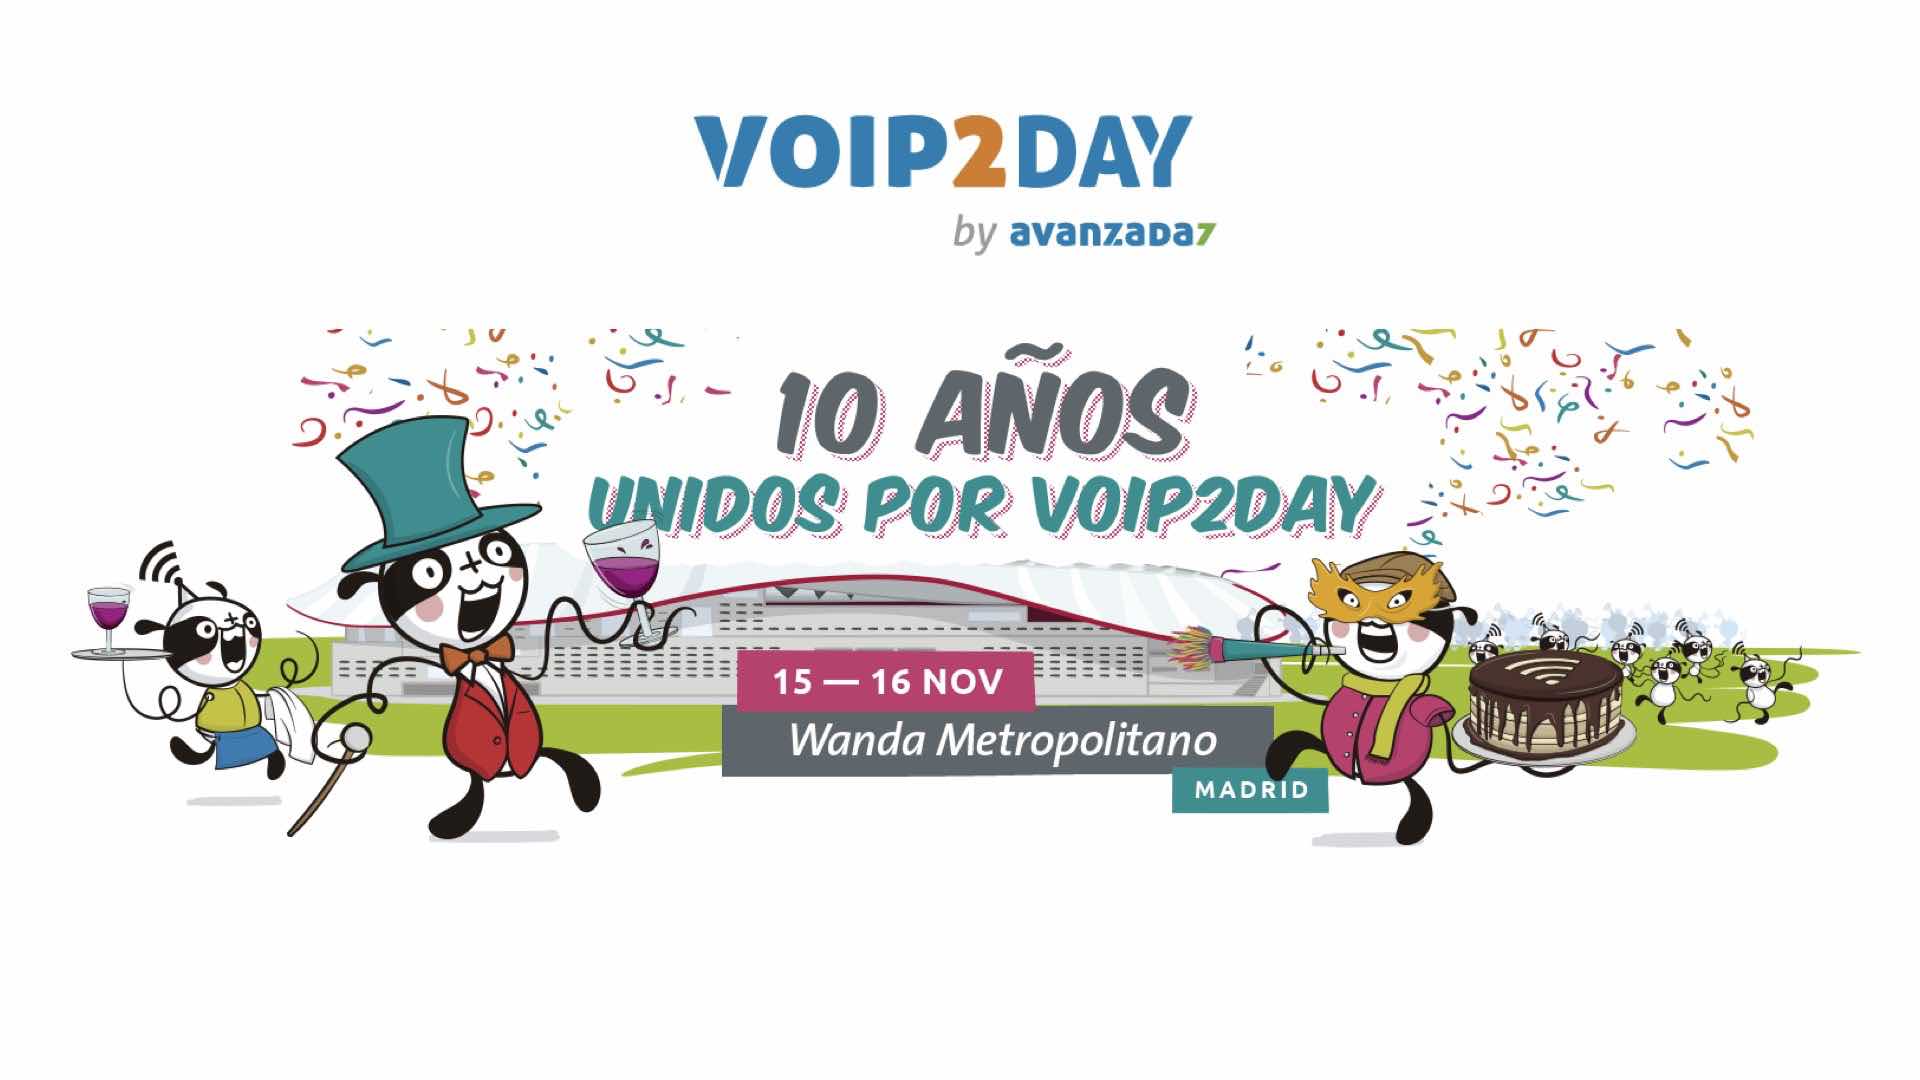 VOIP2DAY
by avanzada7
10 AÑOS
UNIDOS POR VOIP2DAY
15 — 16 NOV
Wanda Metropolitano
MADRID